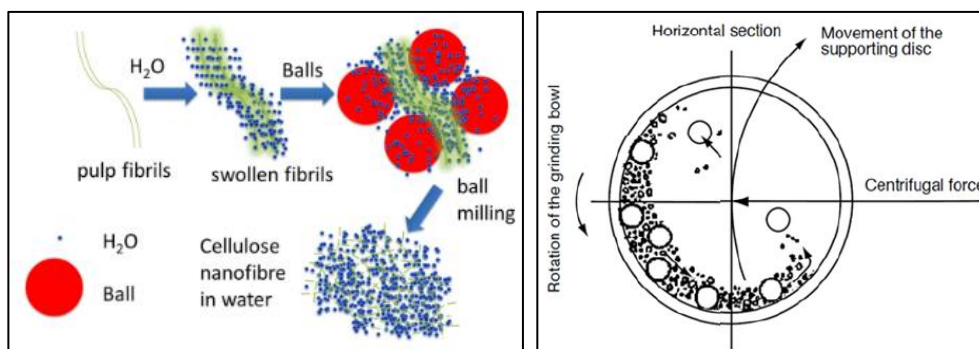 H₂O
Balls
pulp fibrils
swollen fibrils
ball
milling
H₂O
Ball
Cellulose
nanofibre
in water
Horizontal section
Movement of the
supporting disc
Rotation of the grinding bowl
Centrifugal force